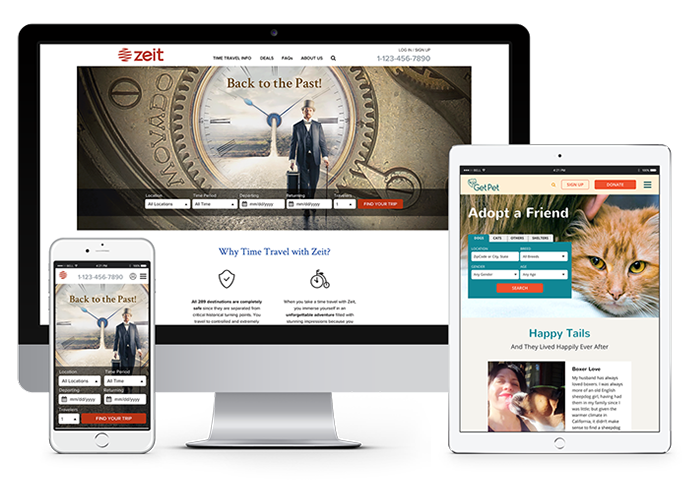 zeit
TIME TRAVEL INFO DEALS FAQs ABOUT US
LOG IN / SIGN UP
1-123-456-7890
MOVADO
Back to the Past!
Location Time Period Departing Returning Travelers
All Locations All Time mm/dd/yyyy mm/dd/yyyy 1 FIND YOUR TRIP
Why Time Travel with Zeit?
All 289 destinations are completely
safe since they are separated from
critical historical turning points. You
travel to controlled and extremely
When you take a time travel with Zeit,
you immerse yourself in an
unforgettable adventure filled with
stunning impressions because you
4:21 PM
1-123-456-7890
Back to the Past!
Location Time Period
All Locations All Time
Departing Returning
mm/dd/yyyy mm/dd/yyyy
Travelers
1 FIND YOUR TRIP
4:21 PM
GetPet SIGN UP DONATE
Adopt a Friend
DOGS CATS OTHERS SHELTERS
LOCATION BREED
ZipCode or City, State All Breeds
GENDER AGE
Any Gender Any Age
SEARCH
Happy Tails
And They Lived Happily Ever After
Boxer Love
My husband has always
loved boxers. I was always
more of an old English
sheepdog girl, having had
them in my family since I
was little; but given the
warmer climate in
California, it didn't make
sense to find a sheepdog